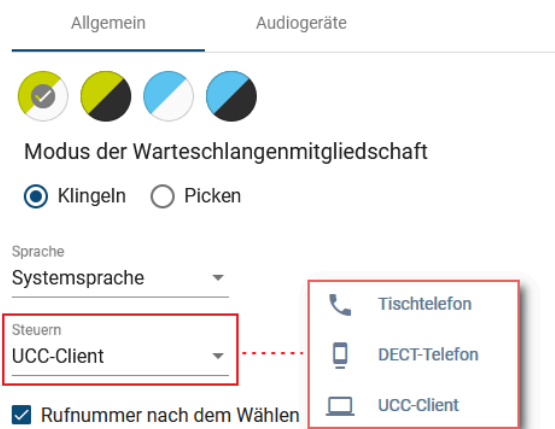 Allgemein Audiogeräte
Modus der Warteschlangenmitgliedschaft
Klingeln Picken
Sprache
Systemsprache
Steuern
UCC-Client
Tischtelefon
DECT-Telefon
UCC-Client
Rufnummer nach dem Wählen